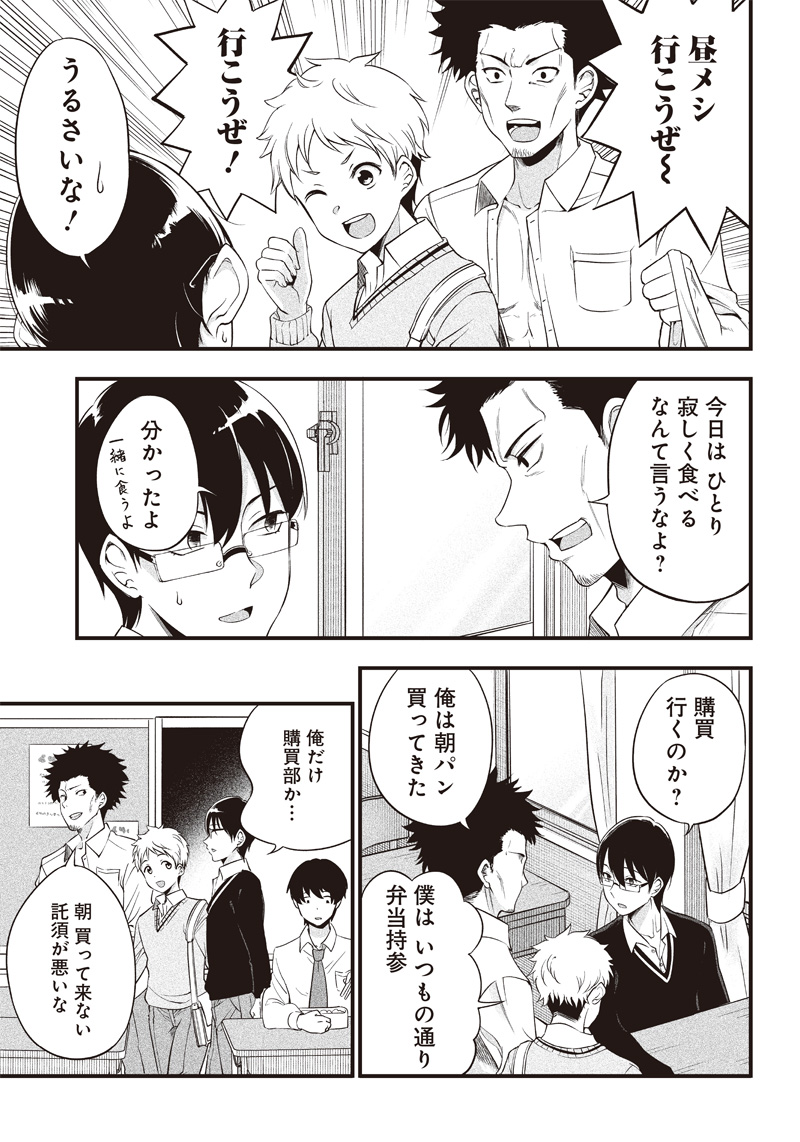 昼メシ
行こうぜ〜
行こうぜ!
うるさいな!
今日は ひとり
寂しく食べる
なんて言うなよ?
分かったよ
一緒に食うよ
購買
行くのか?
俺は朝パン
買ってきた
僕は いつもの通り
弁当持参
俺だけ
購買部か…
朝 買って来ない
託須が悪いな